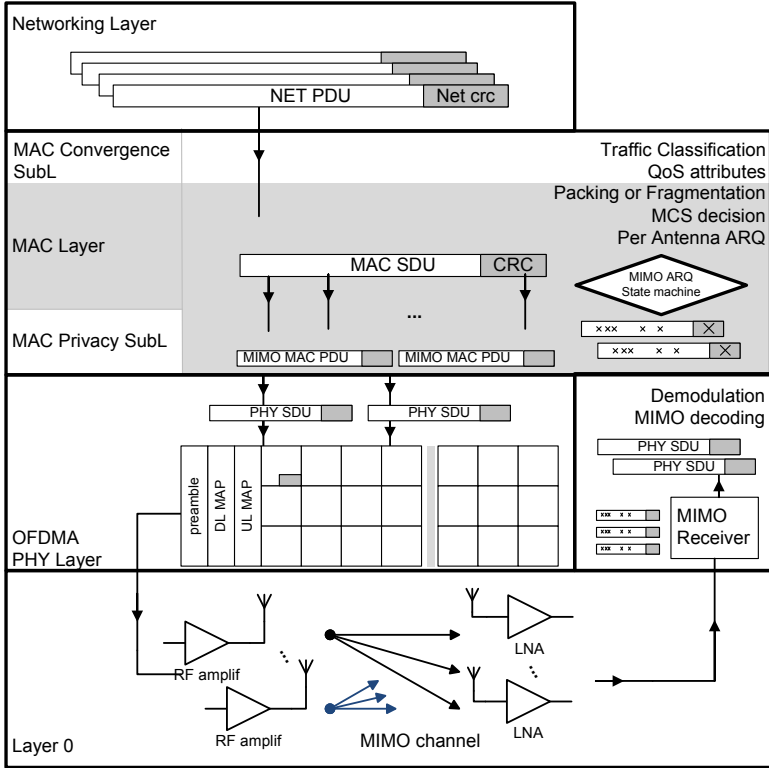 Networking Layer
NET PDU
Net crc
MAC Convergence
SubL
Traffic Classification
QoS attributes
Packing or Fragmentation
MCS decision
Per Antenna ARQ
MAC Layer
MAC SDU
CRC
MIMO ARQ
State machine
...
MAC Privacy SubL
×××  ×  ×  ×
×××  ×  ×  ×
MIMO MAC PDU
MIMO MAC PDU
PHY SDU
PHY SDU
Demodulation
MIMO decoding
PHY SDU
PHY SDU
preamble
DL MAP
UL MAP
MIMO
Receiver
×××  ×  ×
×××  ×  ×
×××  ×  ×
OFDMA
PHY Layer
RF amplif
...
RF amplif
LNA
...
LNA
MIMO channel
Layer 0